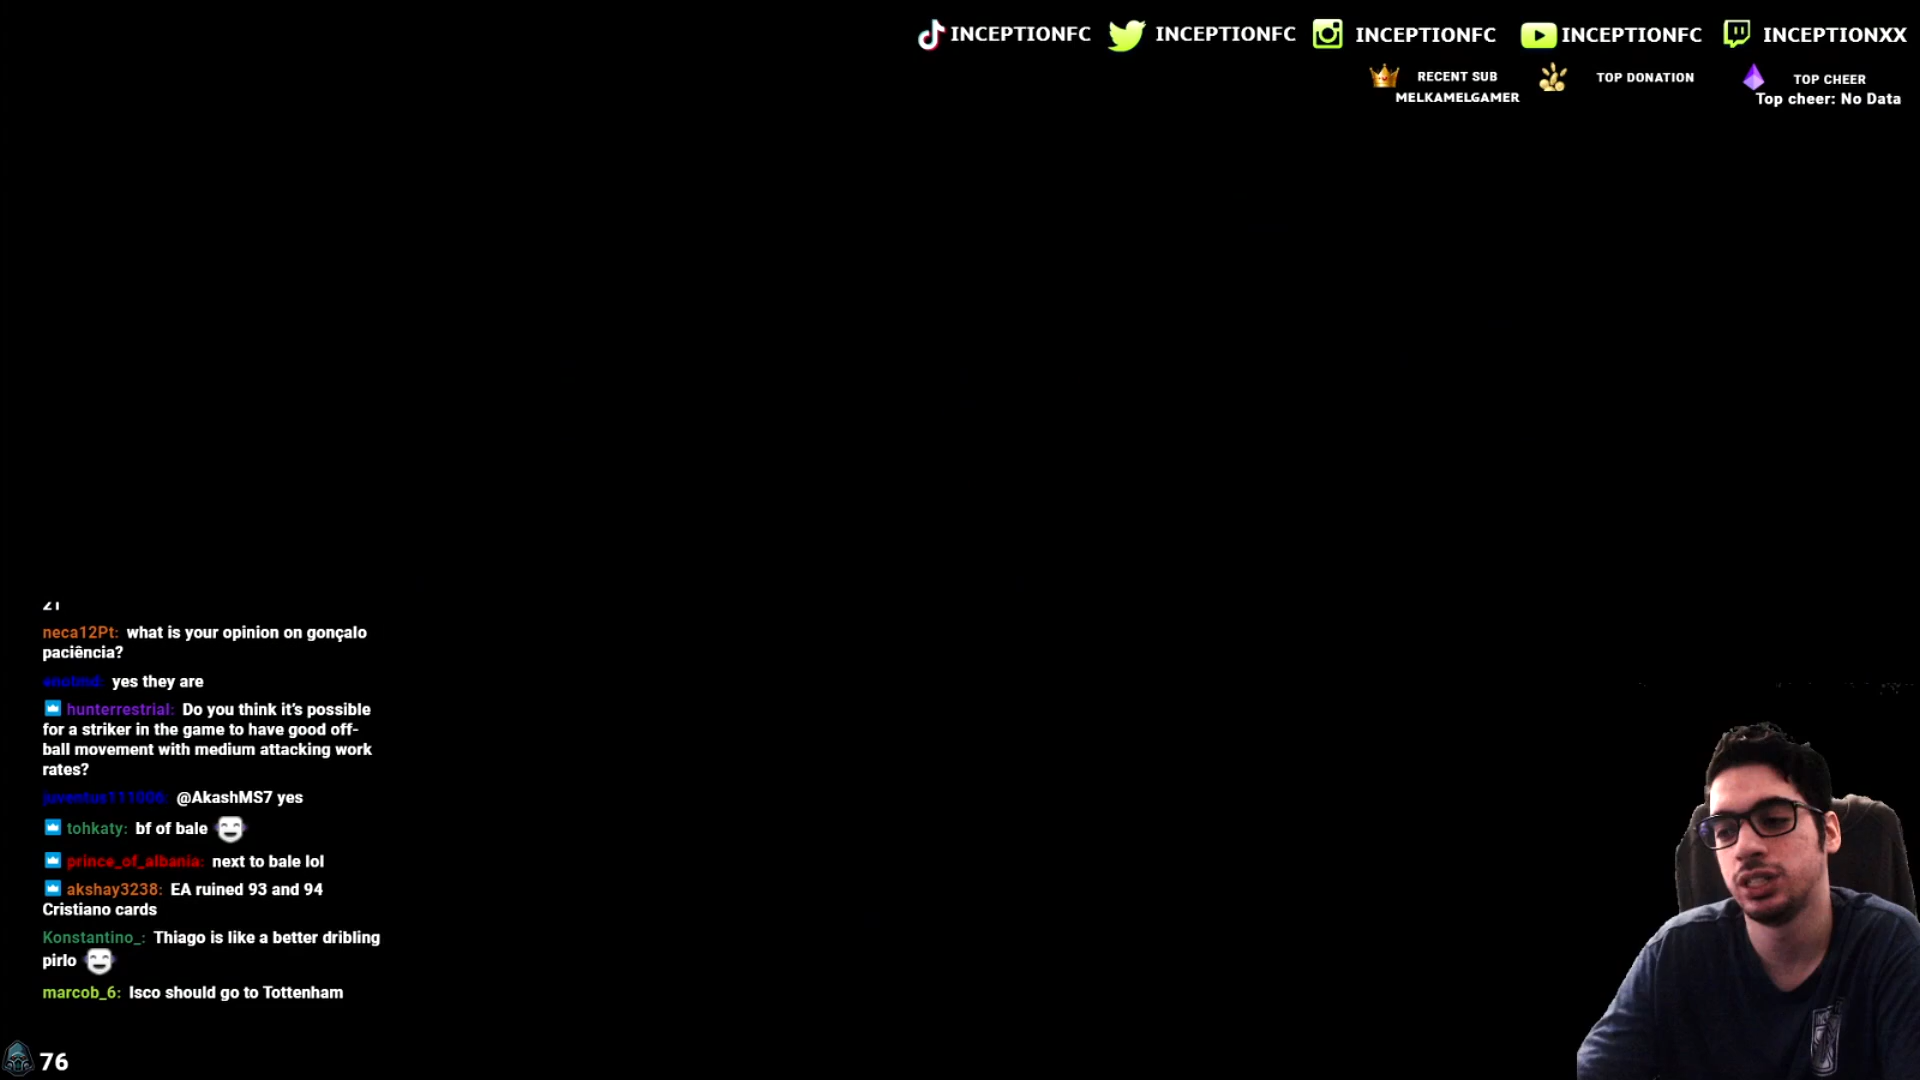 INCEPTIONFC INCEPTIONFC INCEPTIONFC INCEPTIONFC INCEPTIONXX
RECENT SUB
MELKAMELGAMER
TOP DONATION
TOP CHEER
Top cheer: No Data
21
neca12Pt: what is your opinion on gonçalo
paciência?
enotmd: yes they are
hunterrestrial: Do you think it's possible
for a striker in the game to have good off-
ball movement with medium attacking work
rates?
juventus111006: @AkashMS7 yes
tohkaty: bf of bale
prince_of_albania: next to bale lol
akshay3238: EA ruined 93 and 94
Cristiano cards
Konstantino_: Thiago is like a better dribling
pirlo
marcob_6: Isco should go to Tottenham
76